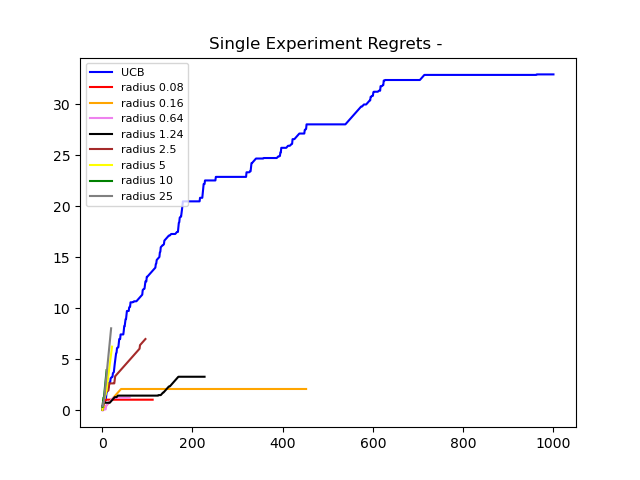 Single Experiment Regrets -
UCB
radius 0.08
radius 0.16
radius 0.64
radius 1.24
radius 2.5
radius 5
radius 10
radius 25
30
25
20
15
10
5
0
0 200 400 600 800 1000